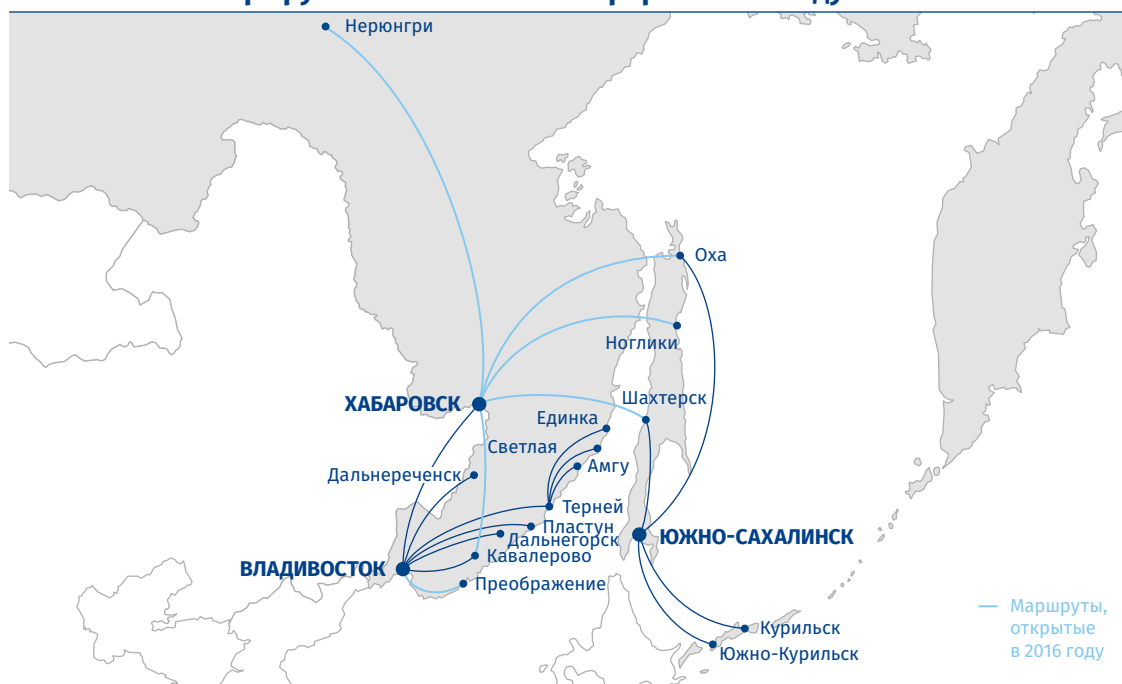 Нерюнгри
Оха
Ноглики
Шахтерск
ХАБАРОВСК
Единка
Светлая
Амгу
Дальнереченск
Терней
Пластун
Дальнегорск
ЮЖНО-САХАЛИНСК
Кавалерово
ВЛАДИВОСТОК
Преображение
Маршруты,
открытые
в 2016 году
Курильск
Южно-Курильск